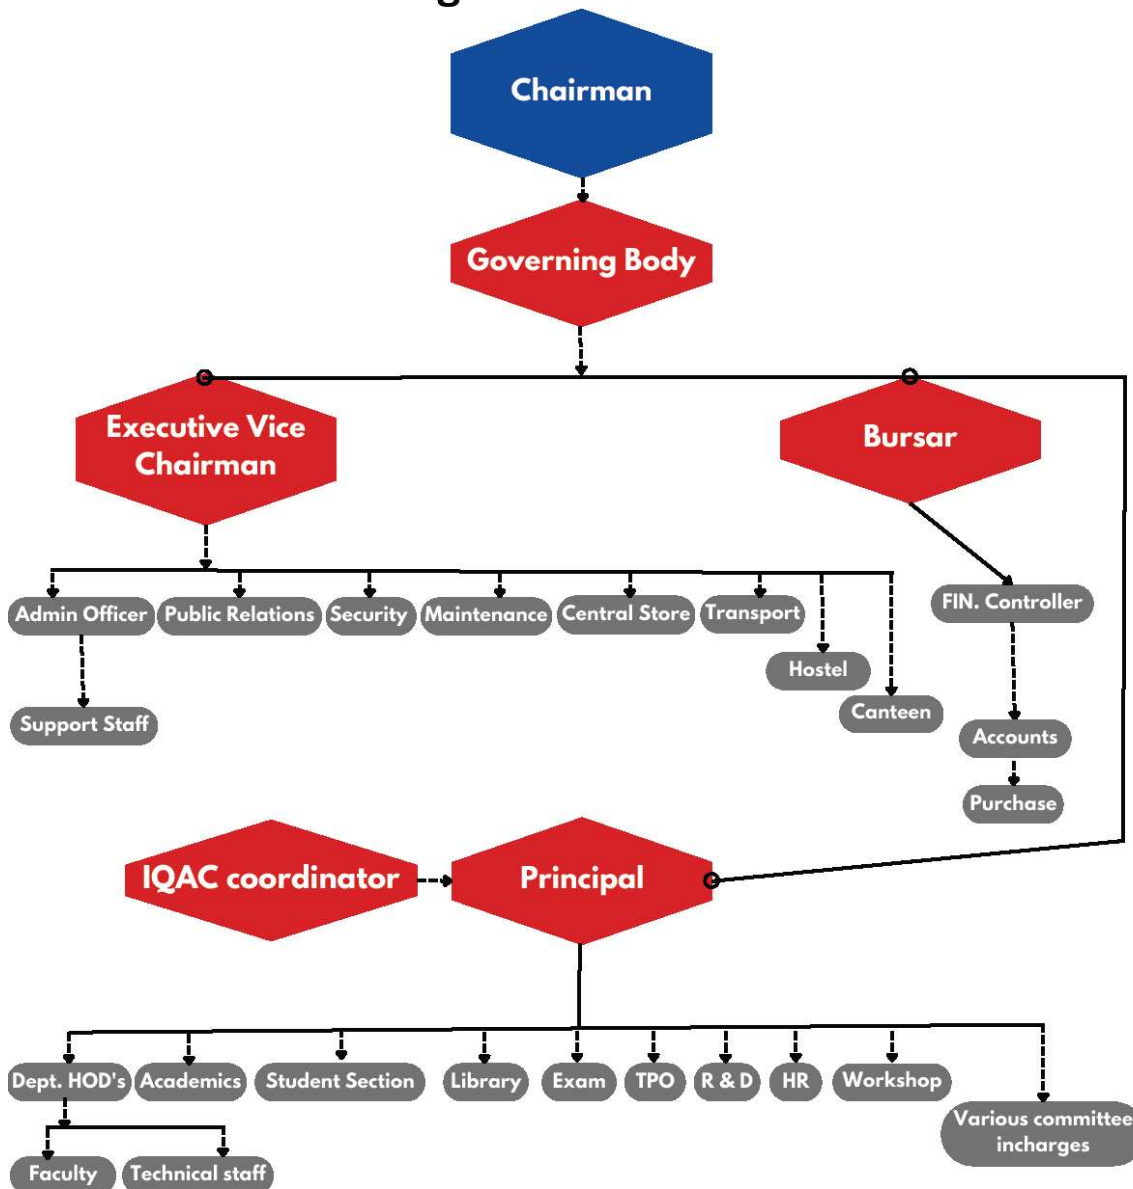 Chairman
Governing Body
Executive Vice
Chairman
Bursar
Admin Officer
Public Relations
Security
Maintenance
Central Store
Transport
FIN. Controller
Hostel
Canteen
Support Staff
Accounts
Purchase
IQAC coordinator
Principal
Dept. HOD's
Academics
Student Section
Library
Exam
TPO
R & D
HR
Workshop
Various committee
incharges
Faculty
Technical staff